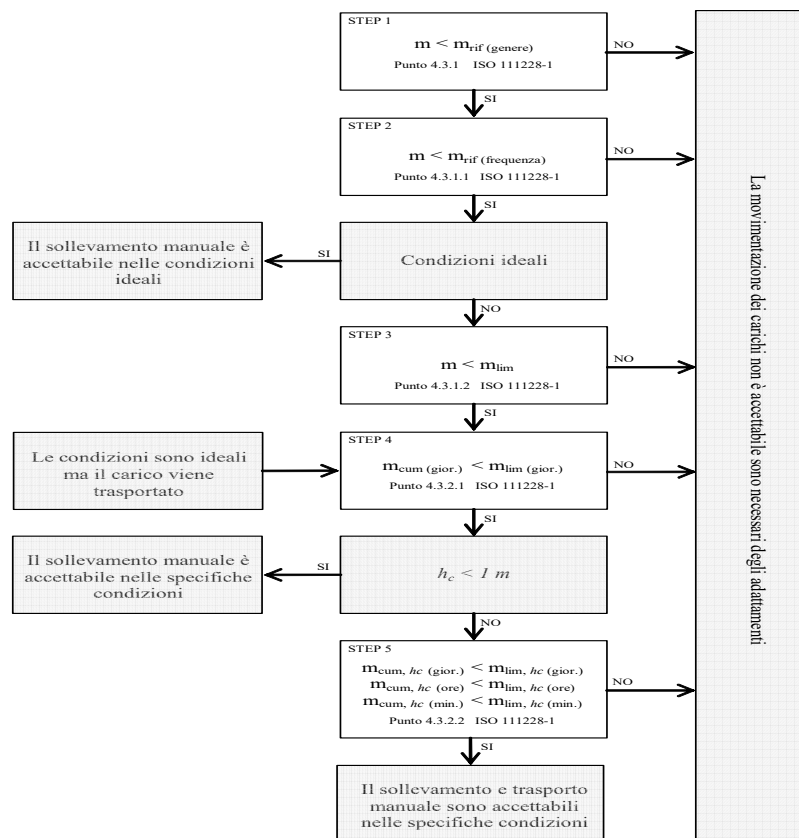 STEP 1
m < mrif (genere)
Punto 4.3.1 ISO 111228-1
NO
SI
STEP 2
m < mrif (frequenza)
Punto 4.3.1.1 ISO 111228-1
NO
SI
Il sollevamento manuale è
accettabile nelle condizioni
ideali
SI
Condizioni ideali
NO
STEP 3
m < mlim
Punto 4.3.1.2 ISO 111228-1
NO
SI
Le condizioni sono ideali
ma il carico viene
trasportato
STEP 4
mcum (gior.) < mlim (gior.)
Punto 4.3.2.1 ISO 111228-1
NO
SI
Il sollevamento manuale è
accettabile nelle specifiche
condizioni
SI
hc < 1 m
NO
STEP 5
mcum, hc (gior.) < mlim, hc (gior.)
mcum, hc (ore) < mlim, hc (ore)
mcum, hc (min.) < mlim, hc (min.)
Punto 4.3.2.2 ISO 111228-1
NO
SI
Il sollevamento e trasporto
manuale sono accettabili
nelle specifiche condizioni
La movimentazione dei carichi non è accettabile sono necessari degli adattamenti